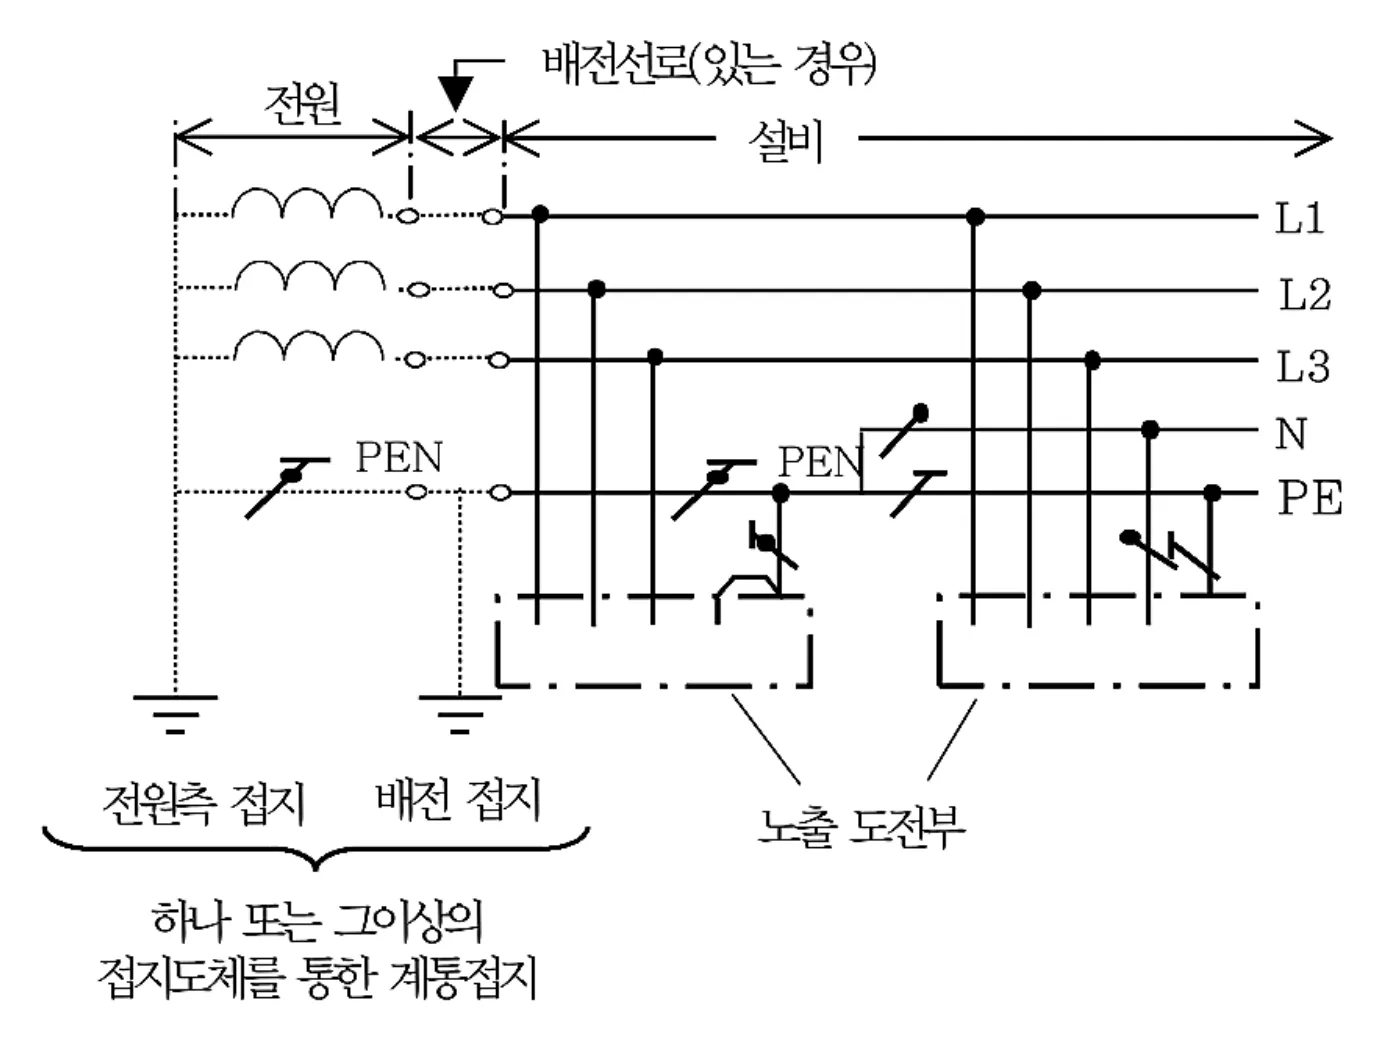 배전선로(있는 경우)
전원
설비
L1
L2
L3
N
PEN
PEN
PE
노출 도전부
전원측 접지
배전 접지
하나 또는 그이상의
접지도체를 통한 계통접지